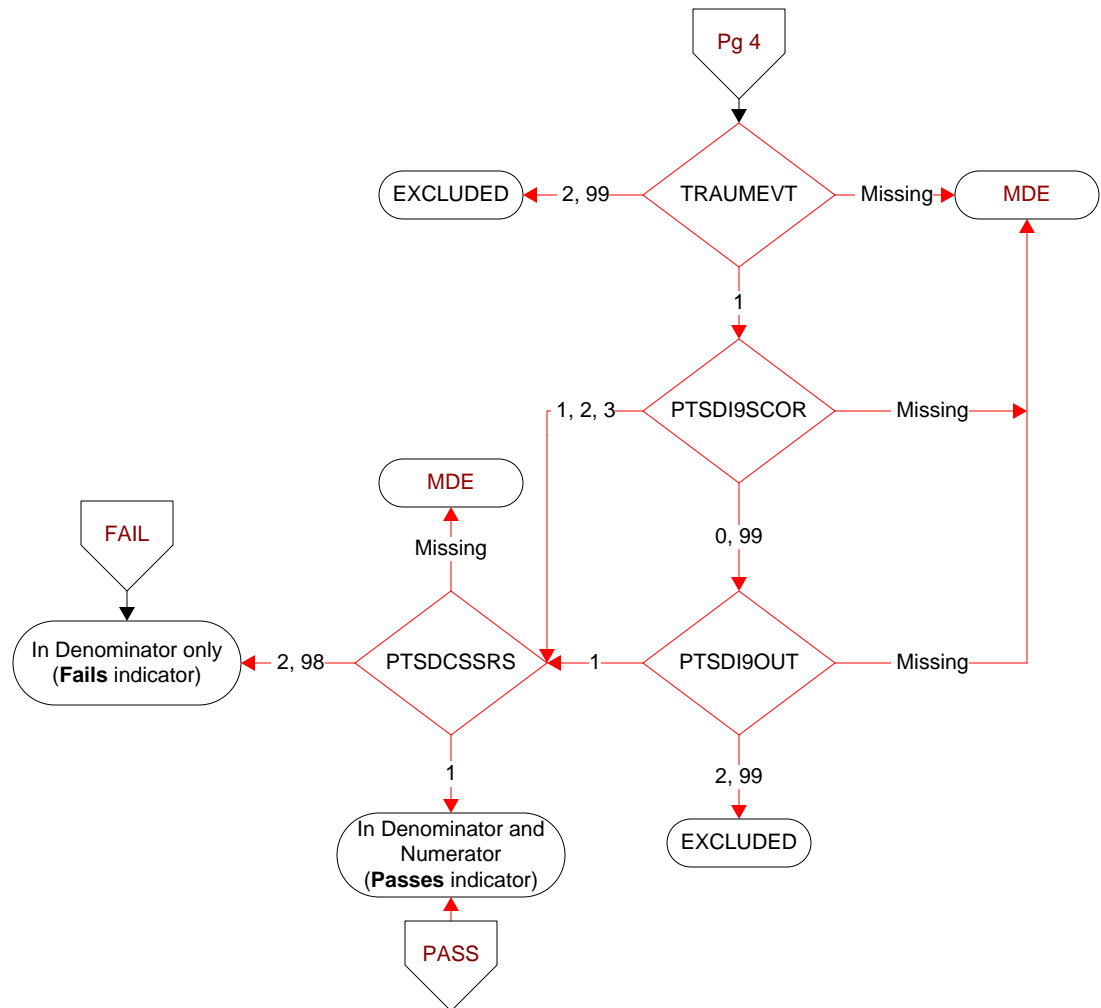 Pg 4
TRAUMEVT
EXCLUDED
2, 99
Missing
MDE
1
PTSDI9SCOR
1, 2, 3
Missing
MDE
0, 99
FAIL
Missing
In Denominator only
(Fails indicator)
2, 98
PTSDCSSRS
1
PTSDI9OUT
Missing
1
2, 99
In Denominator and
Numerator
(Passes indicator)
EXCLUDED
PASS